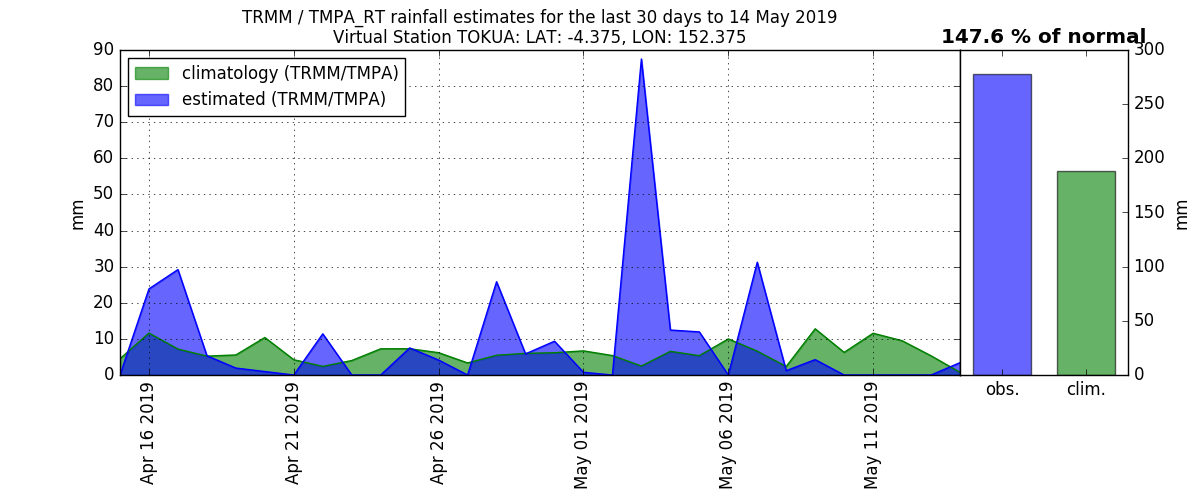 TRMM / TMPA_RT rainfall estimates for the last 30 days to 14 May 2019
Virtual Station TOKUA: LAT: -4.375, LON: 152.375
147.6 % of normal
climatology (TRMM/TMPA)
estimated (TRMM/TMPA)
90
80
70
60
50
40
30
20
10
0
mm
Apr 16 2019
Apr 21 2019
Apr 26 2019
May 01 2019
May 06 2019
May 11 2019
300
250
200
150
100
50
0
mm
obs.
clim.